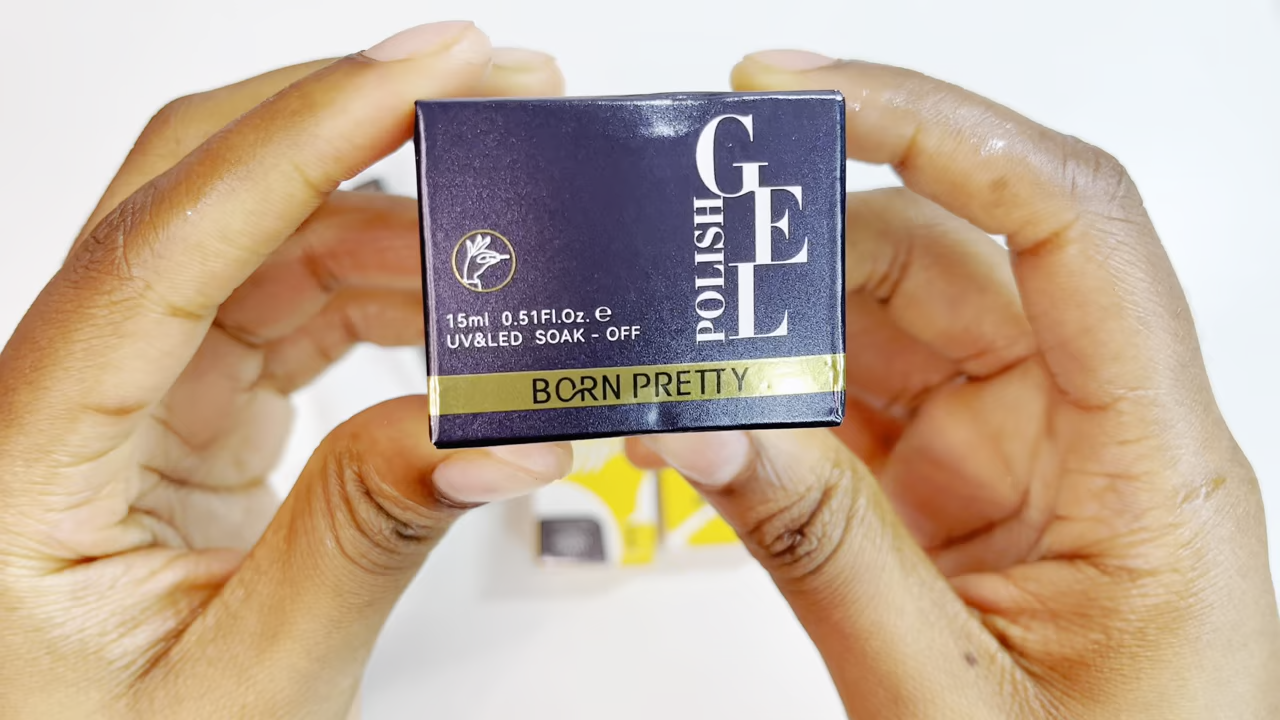 GEL
POLISH
15ml 0.51Fl.Oz. ℮
UV&LED SOAK - OFF
BORN PRETTY